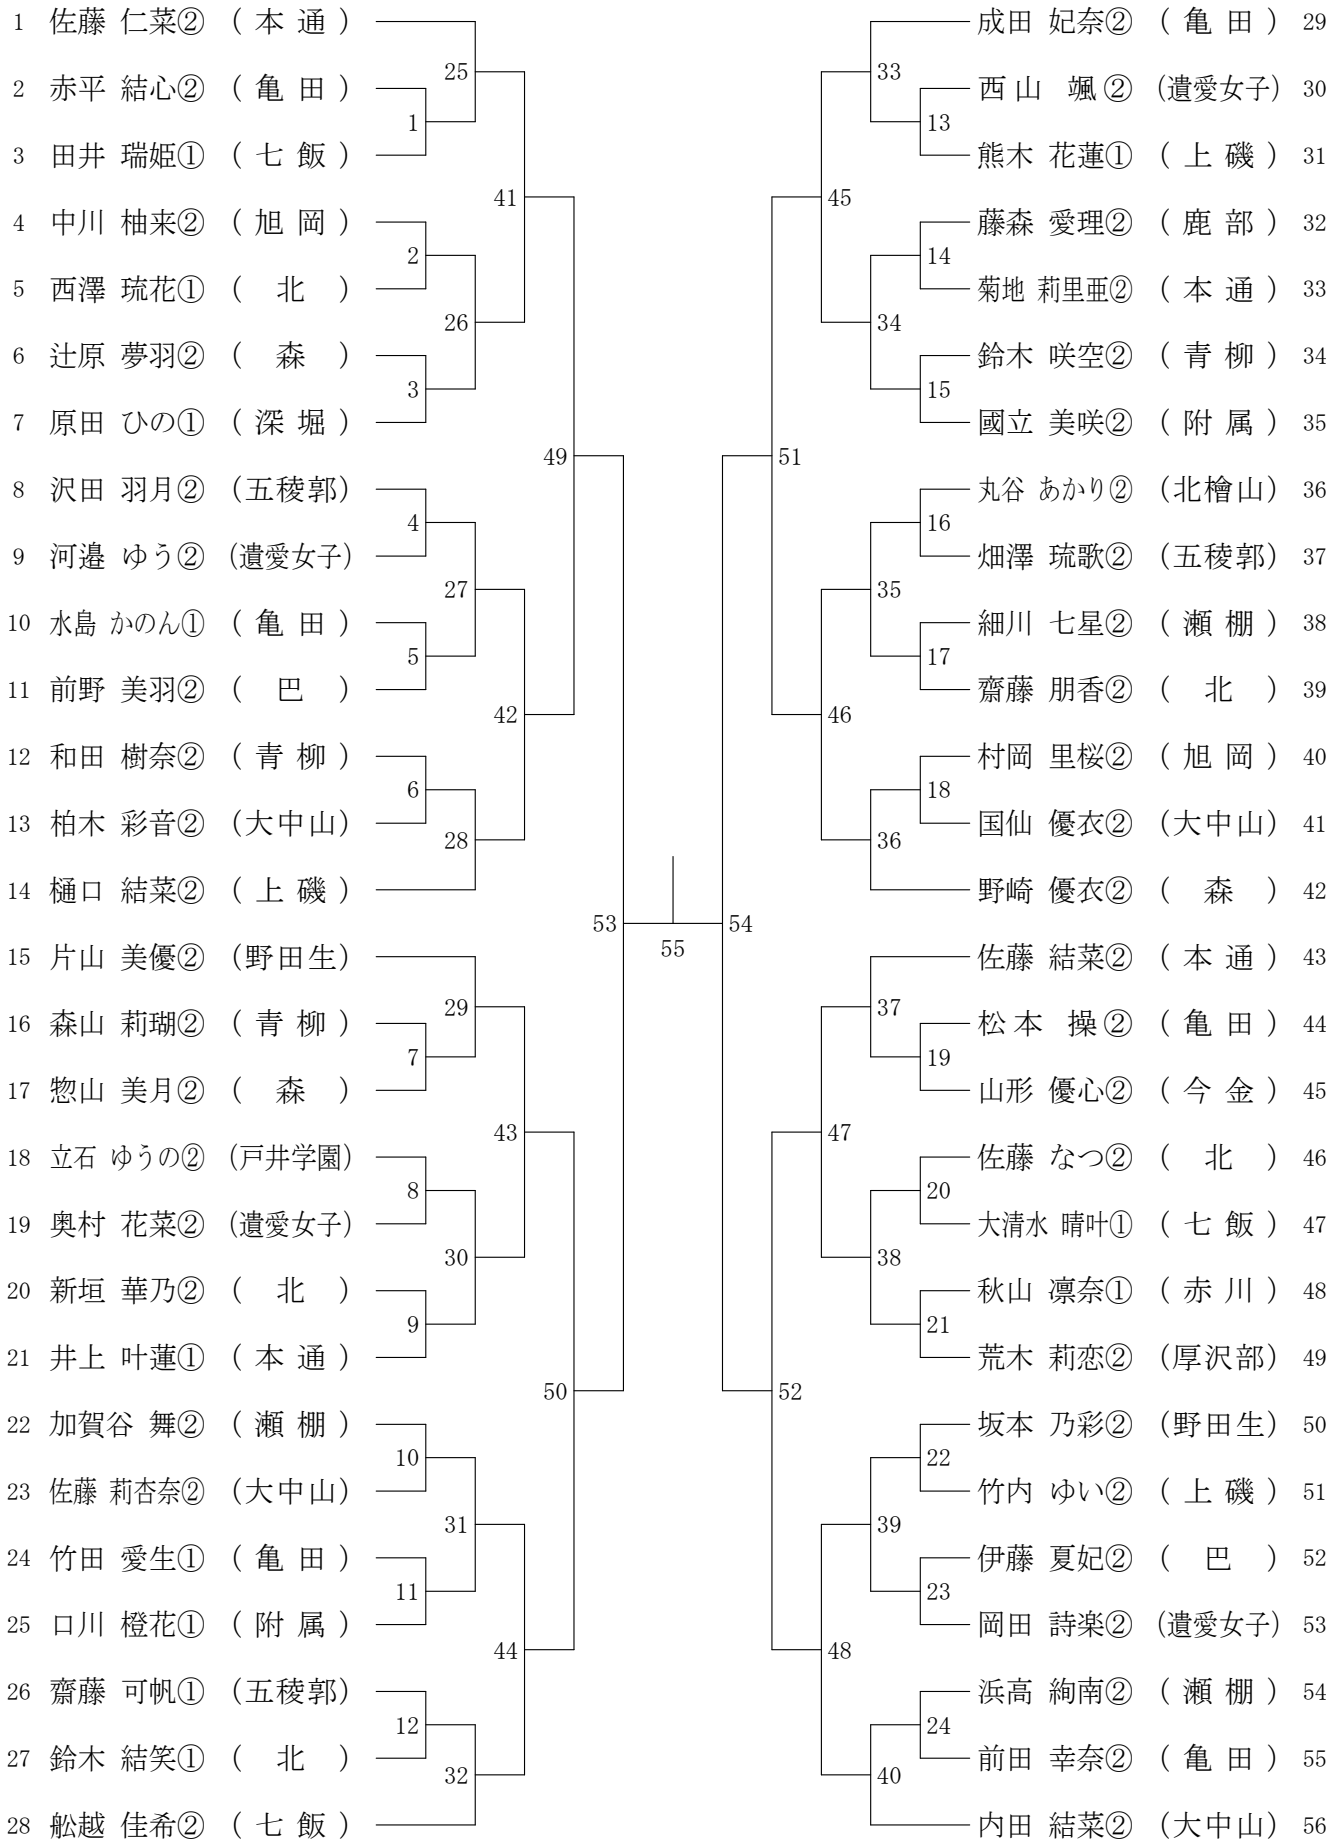 1 佐藤 仁菜② ( 本 通 )
2 赤平 結心② ( 亀 田 )
3 田井 瑞姫① ( 七 飯 )
4 中川 柚来② ( 旭 岡 )
5 西澤 琉花① ( 北 )
6 辻原 夢羽② ( 森 )
7 原田 ひの① ( 深 堀 )
8 沢田 羽月② (五稜郭)
9 河邉 ゆう② (遺愛女子)
10 水島 かのん① ( 亀 田 )
11 前野 美羽② ( 巴 )
12 和田 樹奈② ( 青 柳 )
13 柏木 彩音② (大中山)
14 樋口 結菜② ( 上 磯 )
15 片山 美優② (野田生)
16 森山 莉瑚② ( 青 柳 )
17 惣山 美月② ( 森 )
18 立石 ゆうの② (戸井学園)
19 奥村 花菜② (遺愛女子)
20 新垣 華乃② ( 北 )
21 井上 叶蓮① ( 本 通 )
22 加賀谷 舞② ( 瀬 棚 )
23 佐藤 莉杏奈② (大中山)
24 竹田 愛生① ( 亀 田 )
25 口川 橙花① ( 附 属 )
26 齋藤 可帆① (五稜郭)
27 鈴木 結笑① ( 北 )
28 舩越 佳希② ( 七 飯 )
1
2
3
4
5
6
7
8
9
10
11
12
25
26
27
28
29
30
31
32
41
42
43
44
49
50
53
55
54
51
52
45
46
47
48
33
34
35
36
37
38
39
40
13
14
15
16
17
18
19
20
21
22
23
24
成田 妃奈② ( 亀 田 ) 29
西 山 颯② (遺愛女子) 30
熊木 花蓮① ( 上 磯 ) 31
藤森 愛理② ( 鹿 部 ) 32
菊地 莉里亜② ( 本 通 ) 33
鈴木 咲空② ( 青 柳 ) 34
國立 美咲② ( 附 属 ) 35
丸谷 あかり② (北檜山) 36
畑澤 琉歌② (五稜郭) 37
細川 七星② ( 瀬 棚 ) 38
齋藤 朋香② ( 北 ) 39
村岡 里桜② ( 旭 岡 ) 40
国仙 優衣② (大中山) 41
野崎 優衣② ( 森 ) 42
佐藤 結菜② ( 本 通 ) 43
松 本 操② ( 亀 田 ) 44
山形 優心② ( 今 金 ) 45
佐藤 なつ② ( 北 ) 46
大清水 晴叶① ( 七 飯 ) 47
秋山 凛奈① ( 赤 川 ) 48
荒木 莉恋② (厚沢部) 49
坂本 乃彩② (野田生) 50
竹内 ゆい② ( 上 磯 ) 51
伊藤 夏妃② ( 巴 ) 52
岡田 詩楽② (遺愛女子) 53
浜高 絢南② ( 瀬 棚 ) 54
前田 幸奈② ( 亀 田 ) 55
内田 結菜② (大中山) 56